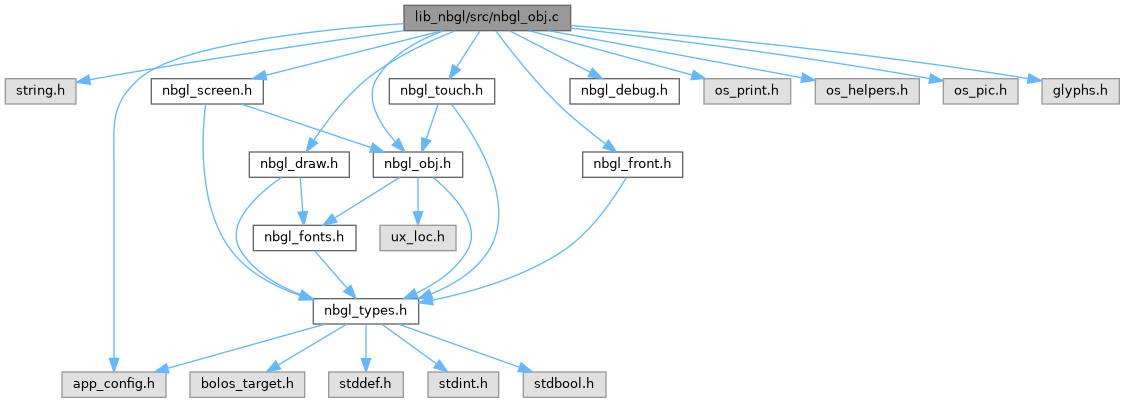 lib_nbgl/src/nbgl_obj.c
string.h
nbgl_screen.h
nbgl_touch.h
nbgl_debug.h
os_print.h
os_helpers.h
os_pic.h
glyphs.h
nbgl_draw.h
nbgl_obj.h
nbgl_front.h
nbgl_fonts.h
ux_loc.h
nbgl_types.h
app_config.h
bolos_target.h
stddef.h
stdint.h
stdbool.h